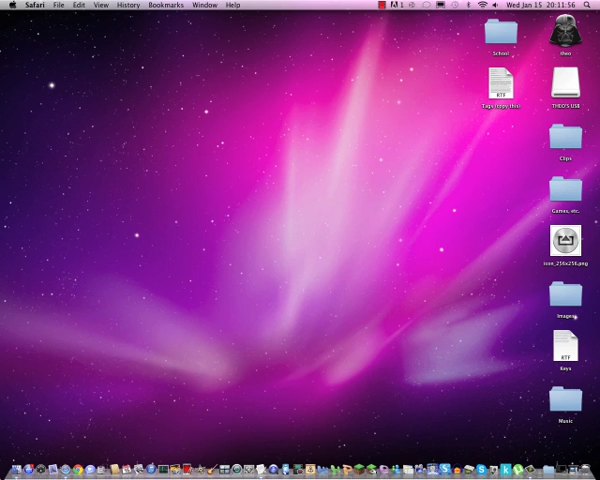 Safari File Edit View History Bookmarks Window Help 1 Wed Jan 15 20:11:56
School
theo
RTF
Tags (copy this)
THEO'S USB
Clips
Games, etc.
icon_256x256.png
Images
RTF
Keys
Music